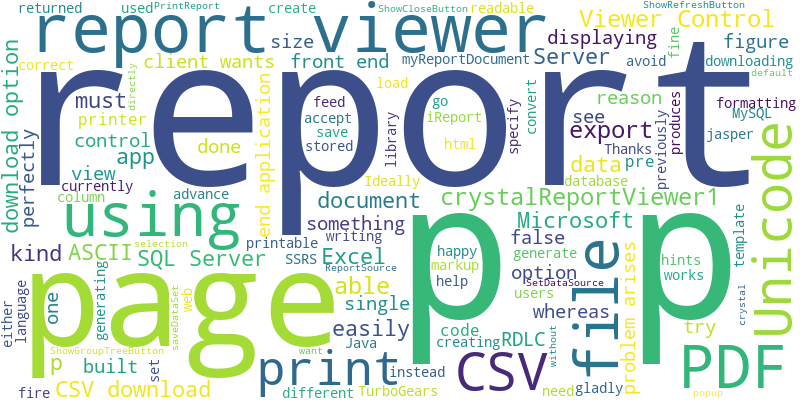 returned
used
PrintReport
create
ShowCloseButton
readable
ShowRefreshButton
report viewer
Viewer Control
correct
size
displaying
fine
figure
client wants
front end
myReportDocument
Server
avoid
downloading
download option
report
must
printer
control
done
app
end application
load
feed
accept
save
stored
library
go
iReport
html
specify
convert
reason
see
export
previously
produces
default
formatting
MySQL
jasper
Thanks
directly
perfectly
view
currently
column
advance
Ideally
document
data
pre
database
crystalReportViewer1
Unicode
using
p
p
something
writing
Microsoft
file
kind
ASCII
SQL Server
printable
SSRS
Excel
ReportSource
happy
markup
help
false
generate
option
users
SetDataSource
problem arises
hints
works
template
crystal
either
language
one
generating
selection
saveDataSet
web
page
able
single
easily
code
creating
RDLC
whereas
try
without
ShowGroupTreeButton
p
built
set
Java
print
instead
CSV
PDF
fire
CSV download
want
different
TurboGears
need
gladly
popup